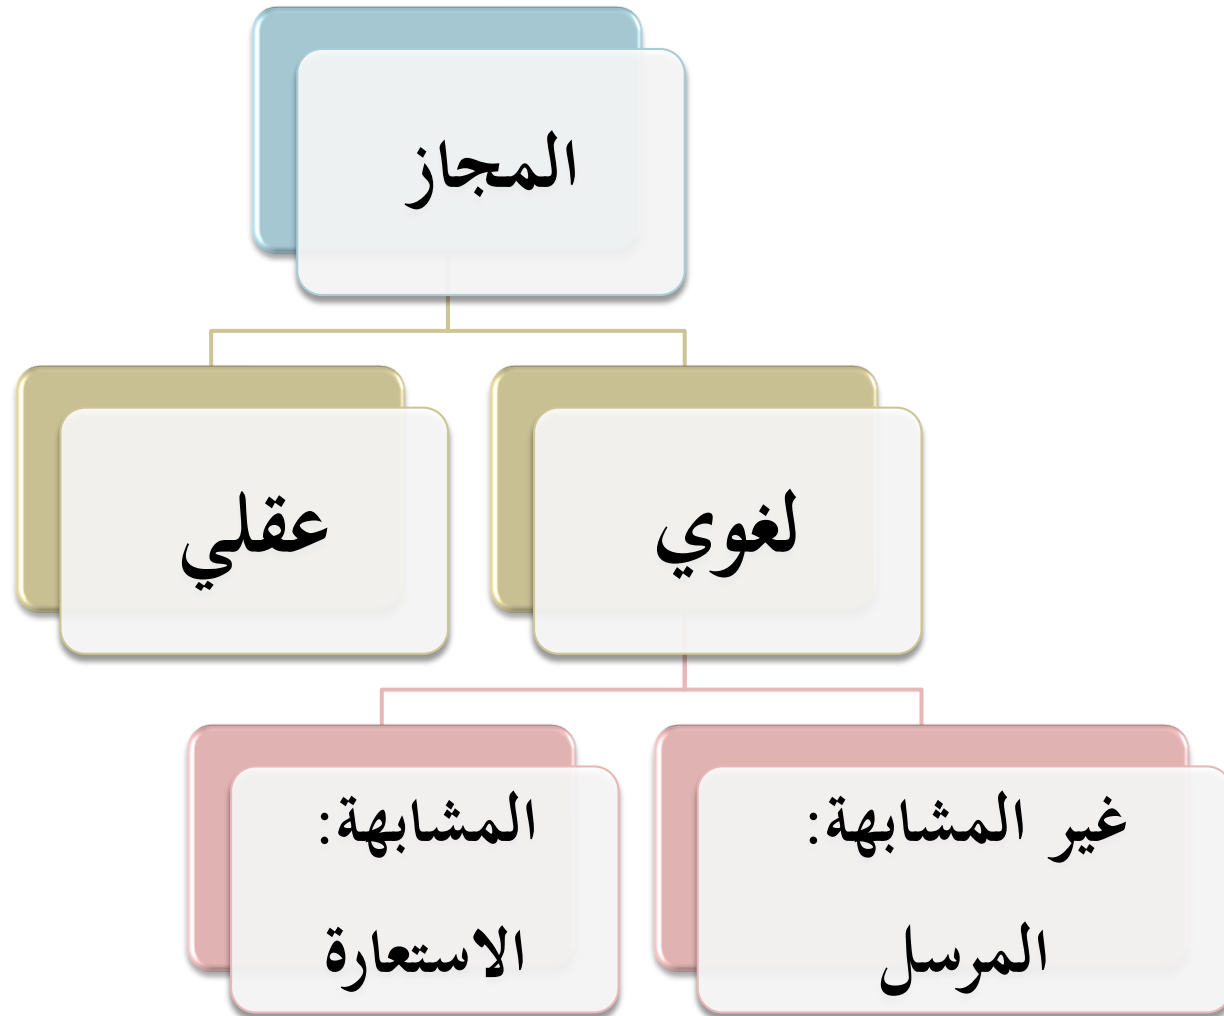 المجاز
لغوي
عقلي
غير المشابهة:
المرسل
المشابهة:
الاستعارة